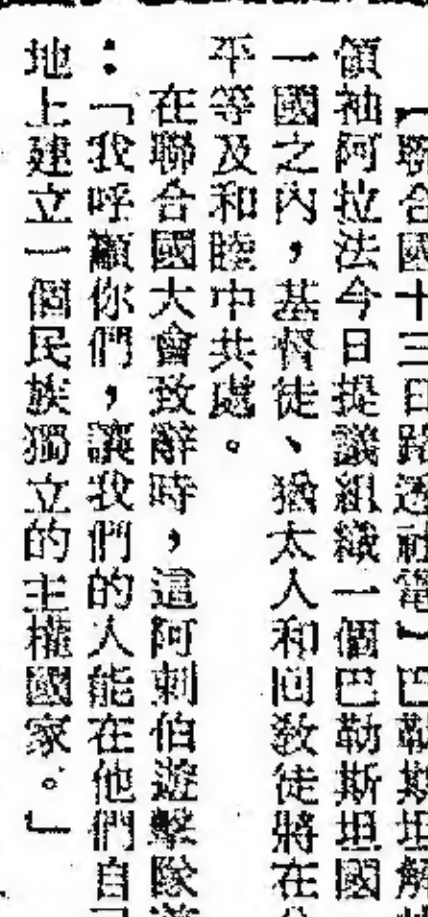 【聯合國十三日路透社電】巴勒斯坦解
領袖阿拉法今日提議組織一個巴勒斯坦國
一國之內，基督徒、猶太人和回敎徒將在
平等及和睦中共處。
在聯合國大會致辭時，這阿剌伯遊擊隊
：「我呼籲你們，讓我們的人能在他們自
地上建立一個民族獨立的主權國家。」